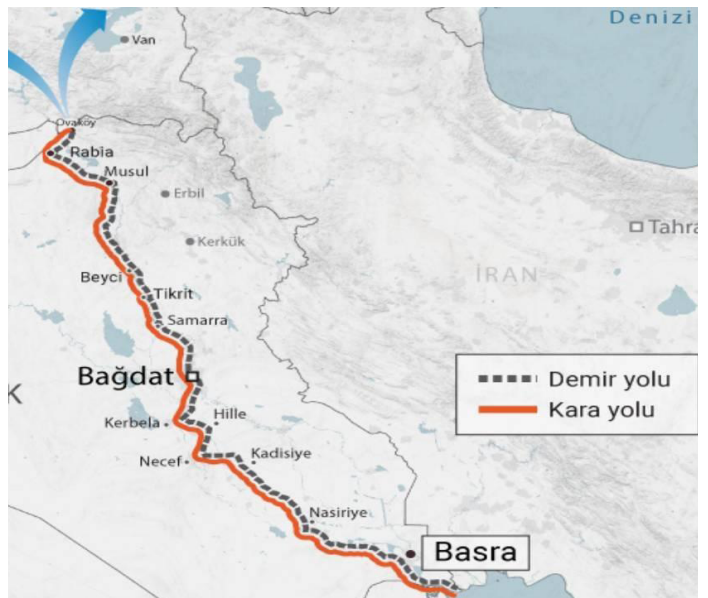 Denizi
Van
Ovaköy
Rabia
Musul
Erbil
Kerkük
Tahra
İRAN
Beyci
Tikrit
Samarra
Bağdat
K
Demir yolu
Kara yolu
Kerbela
Hille
Necef
Kadisiye
Nasiriye
Basra